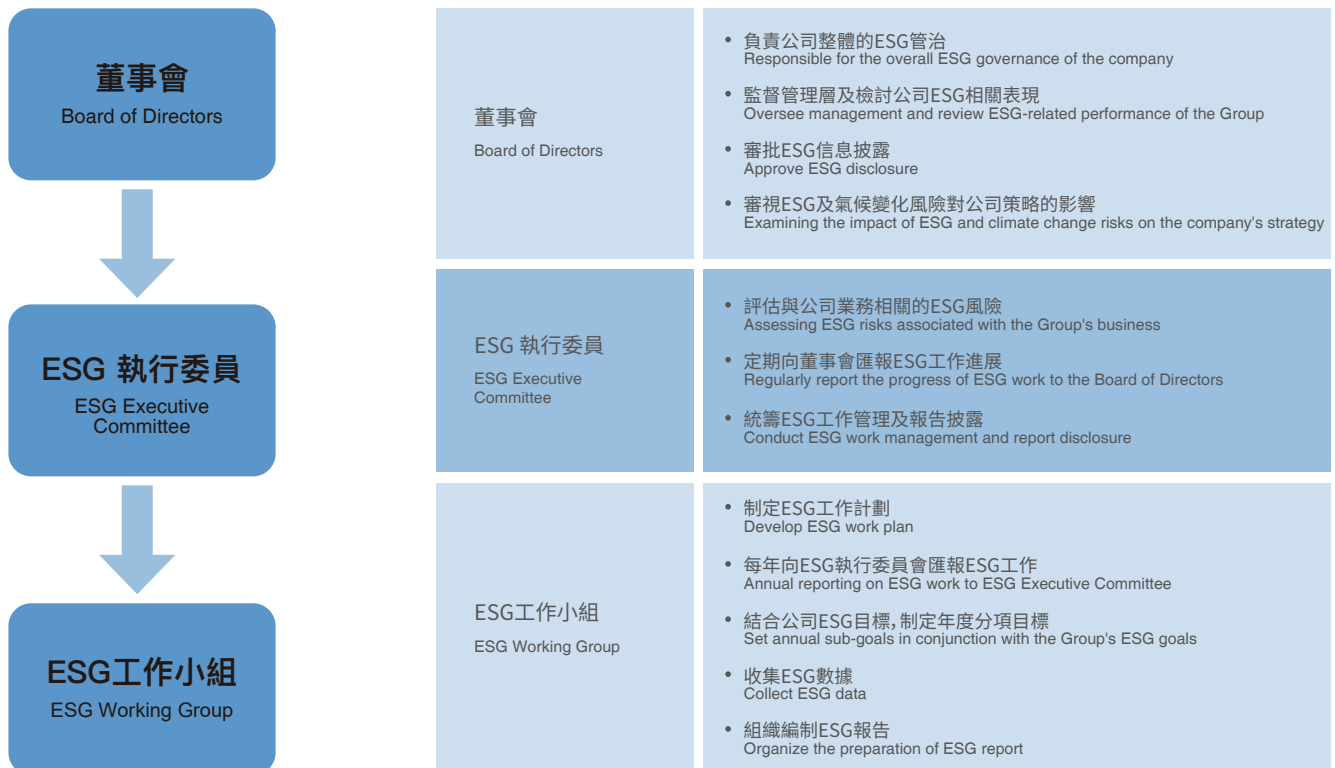 董事會
Board of Directors
ESG 執行委員
ESG Executive
Committee
ESG工作小組
ESG Working Group
董事會
Board of Directors
• 負責公司整體的ESG管治
Responsible for the overall ESG governance of the company
• 監督管理層及檢討公司ESG相關表現
Oversee management and review ESG-related performance of the Group
• 審批ESG信息披露
Approve ESG disclosure
• 審視ESG及氣候變化風險對公司策略的影響
Examining the impact of ESG and climate change risks on the company's strategy
ESG 執行委員
ESG Executive
Committee
• 評估與公司業務相關的ESG風險
Assessing ESG risks associated with the Group's business
• 定期向董事會匯報ESG工作進展
Regularly report the progress of ESG work to the Board of Directors
• 統籌ESG工作管理及報告披露
Conduct ESG work management and report disclosure
ESG工作小組
ESG Working Group
• 制定ESG工作計劃
Develop ESG work plan
• 每年向ESG執行委員會匯報ESG工作
Annual reporting on ESG work to ESG Executive Committee
• 結合公司ESG目標,制定年度分項目標
Set annual sub-goals in conjunction with the Group's ESG goals
• 收集ESG數據
Collect ESG data
• 組織編制ESG報告
Organize the preparation of ESG report